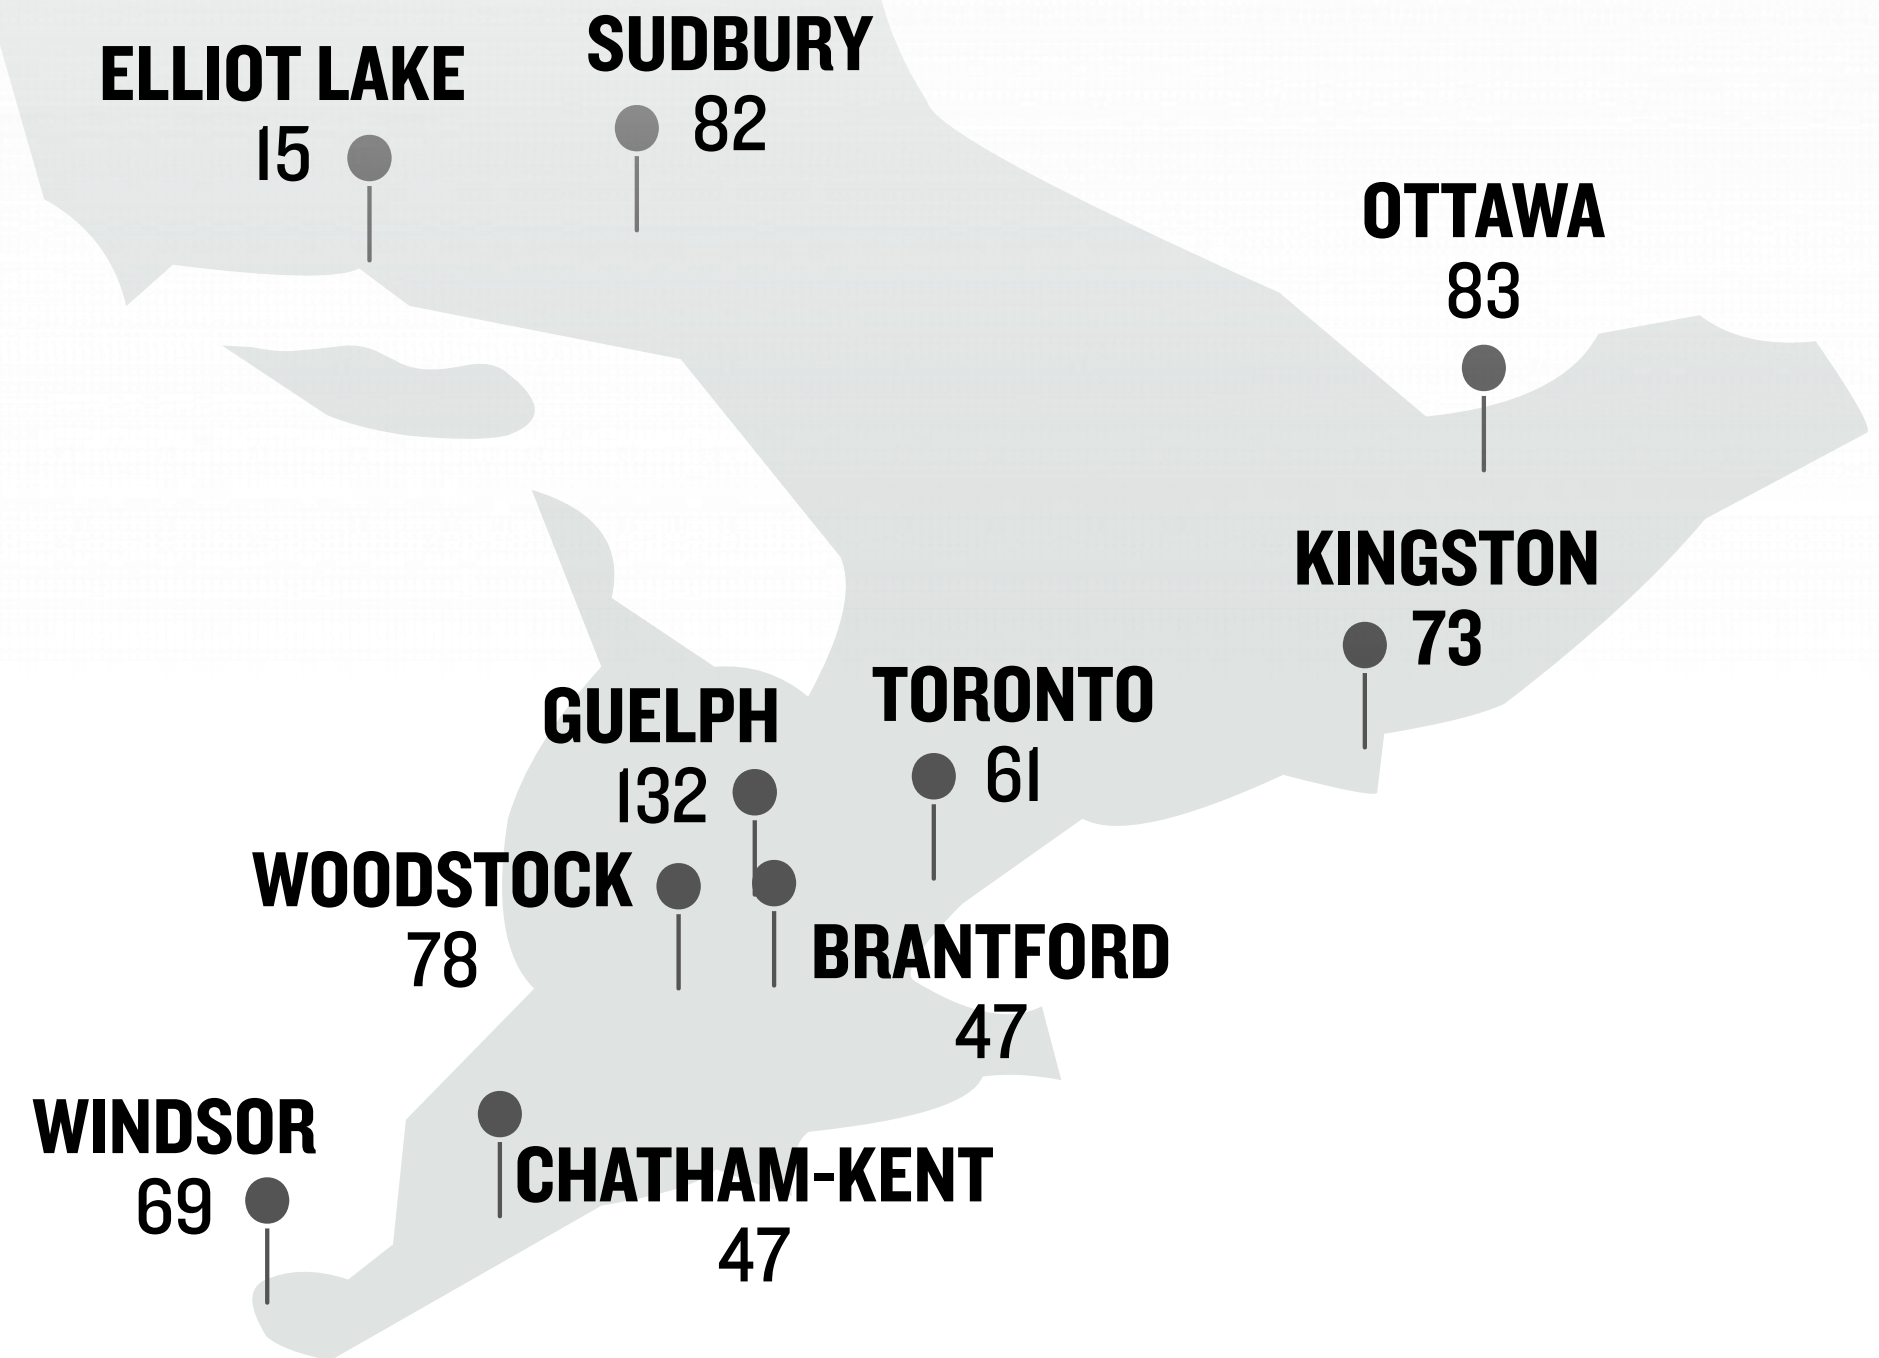 SUDBURY
82
ELLIOT LAKE
15
OTTAWA
83
KINGSTON
73
TORONTO
61
GUELPH
132
WOODSTOCK
78
BRANTFORD
47
WINDSOR
69
CHATHAM-KENT
47